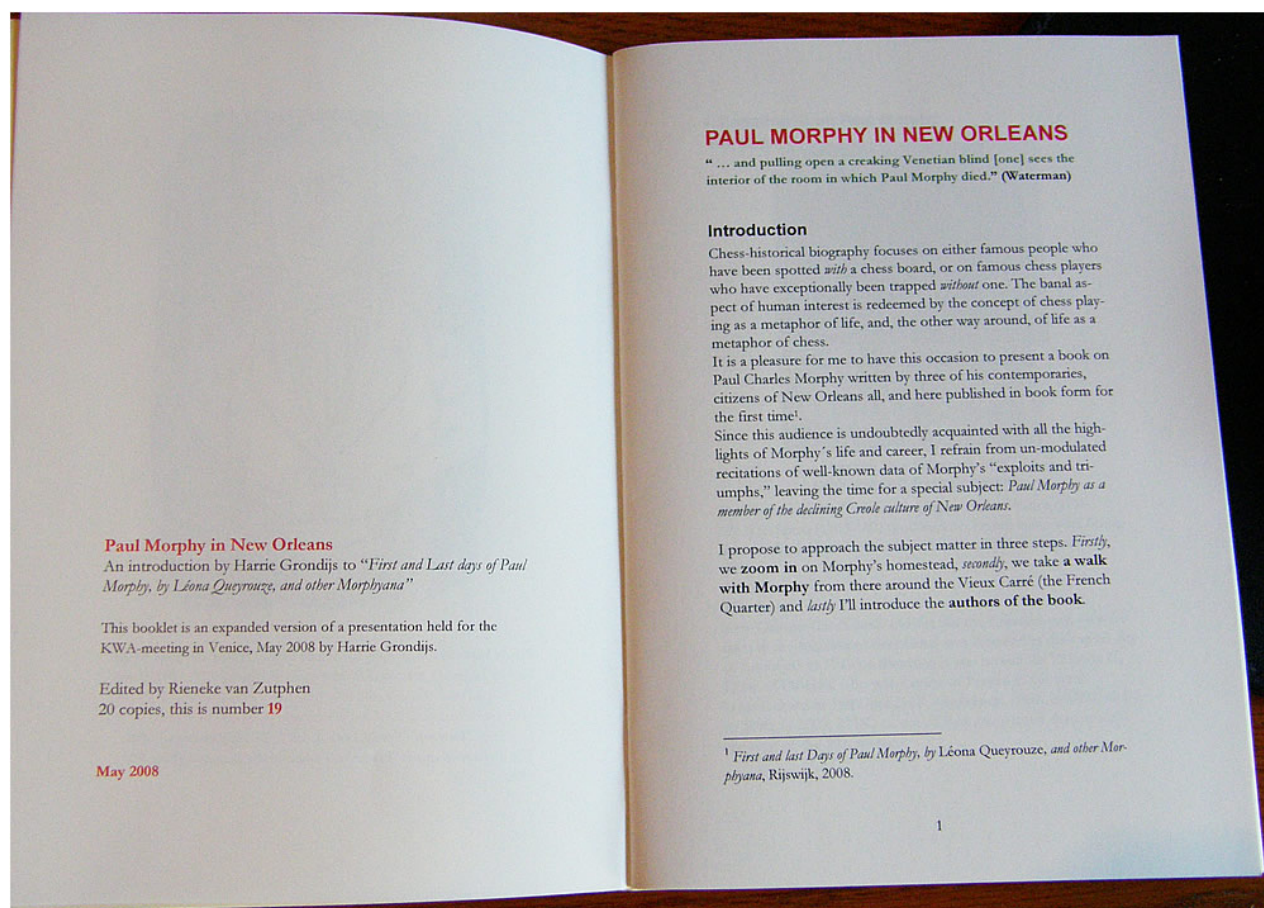 Paul Morphy in New Orleans
An introduction by Harrie Grondijs to “First and Last days of Paul
Morphy, by Léona Queyrouze, and other Morphyana”
This booklet is an expanded version of a presentation held for the
KWA-meeting in Venice, May 2008 by Harrie Grondijs.
Edited by Rieneke van Zutphen
20 copies, this is number 19
May 2008
PAUL MORPHY IN NEW ORLEANS
“ ... and pulling open a creaking Venetian blind [one] sees the
interior of the room in which Paul Morphy died.” (Waterman)
Introduction
Chess-historical biography focuses on either famous people who
have been spotted with a chess board, or on famous chess players
who have exceptionally been trapped without one. The banal as-
pect of human interest is redeemed by the concept of chess play-
ing as a metaphor of life, and, the other way around, of life as a
metaphor of chess.
It is a pleasure for me to have this occasion to present a book on
Paul Charles Morphy written by three of his contemporaries,
citizens of New Orleans all, and here published in book form for
the first time¹.
Since this audience is undoubtedly acquainted with all the high-
lights of Morphy´s life and career, I refrain from un-modulated
recitations of well-known data of Morphy’s “exploits and tri-
umphs,” leaving the time for a special subject: Paul Morphy as a
member of the declining Creole culture of New Orleans.
I propose to approach the subject matter in three steps. Firstly,
we zoom in on Morphy’s homestead, secondly, we take a walk
with Morphy from there around the Vieux Carré (the French
Quarter) and lastly I’ll introduce the authors of the book.
¹ First and last Days of Paul Morphy, by Léona Queyrouze, and other Mor-
phyana, Rijswijk, 2008.
1